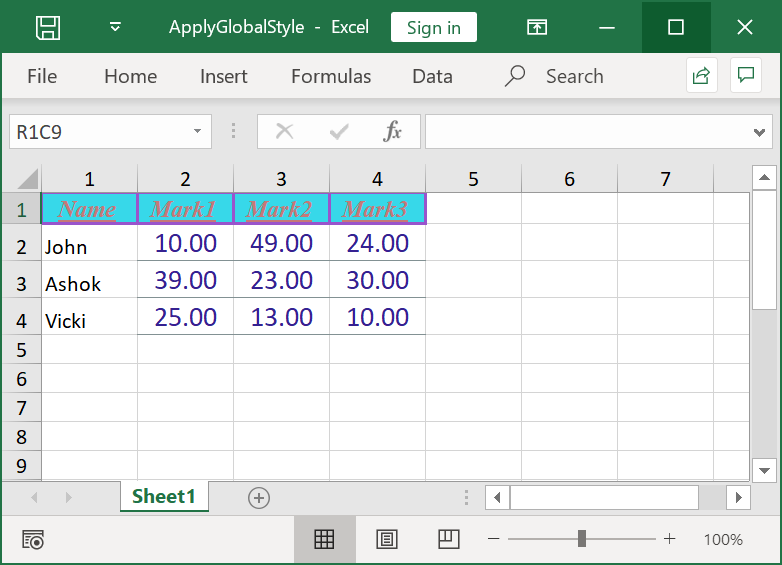 ApplyGlobalStyle - Excel Sign in
File Home Insert Formulas Data Search
R1C9 fx
1 2 3 4 5 6 7
1 Name Mark1 Mark2 Mark3
2 John 10.00 49.00 24.00
3 Ashok 39.00 23.00 30.00
4 Vicki 25.00 13.00 10.00
5
6
7
8
9
Sheet1
100%